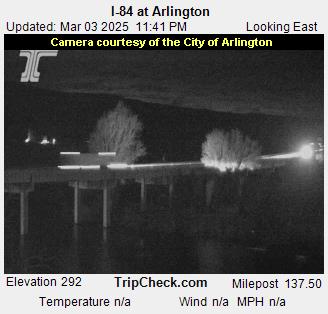 I-84 at Arlington
Updated: Mar 03 2025 11:41 PM Looking East
Camera courtesy of the City of Arlington
Elevation 292 TripCheck.com Milepost 137.50
Temperature n/a Wind n/a MPH n/a